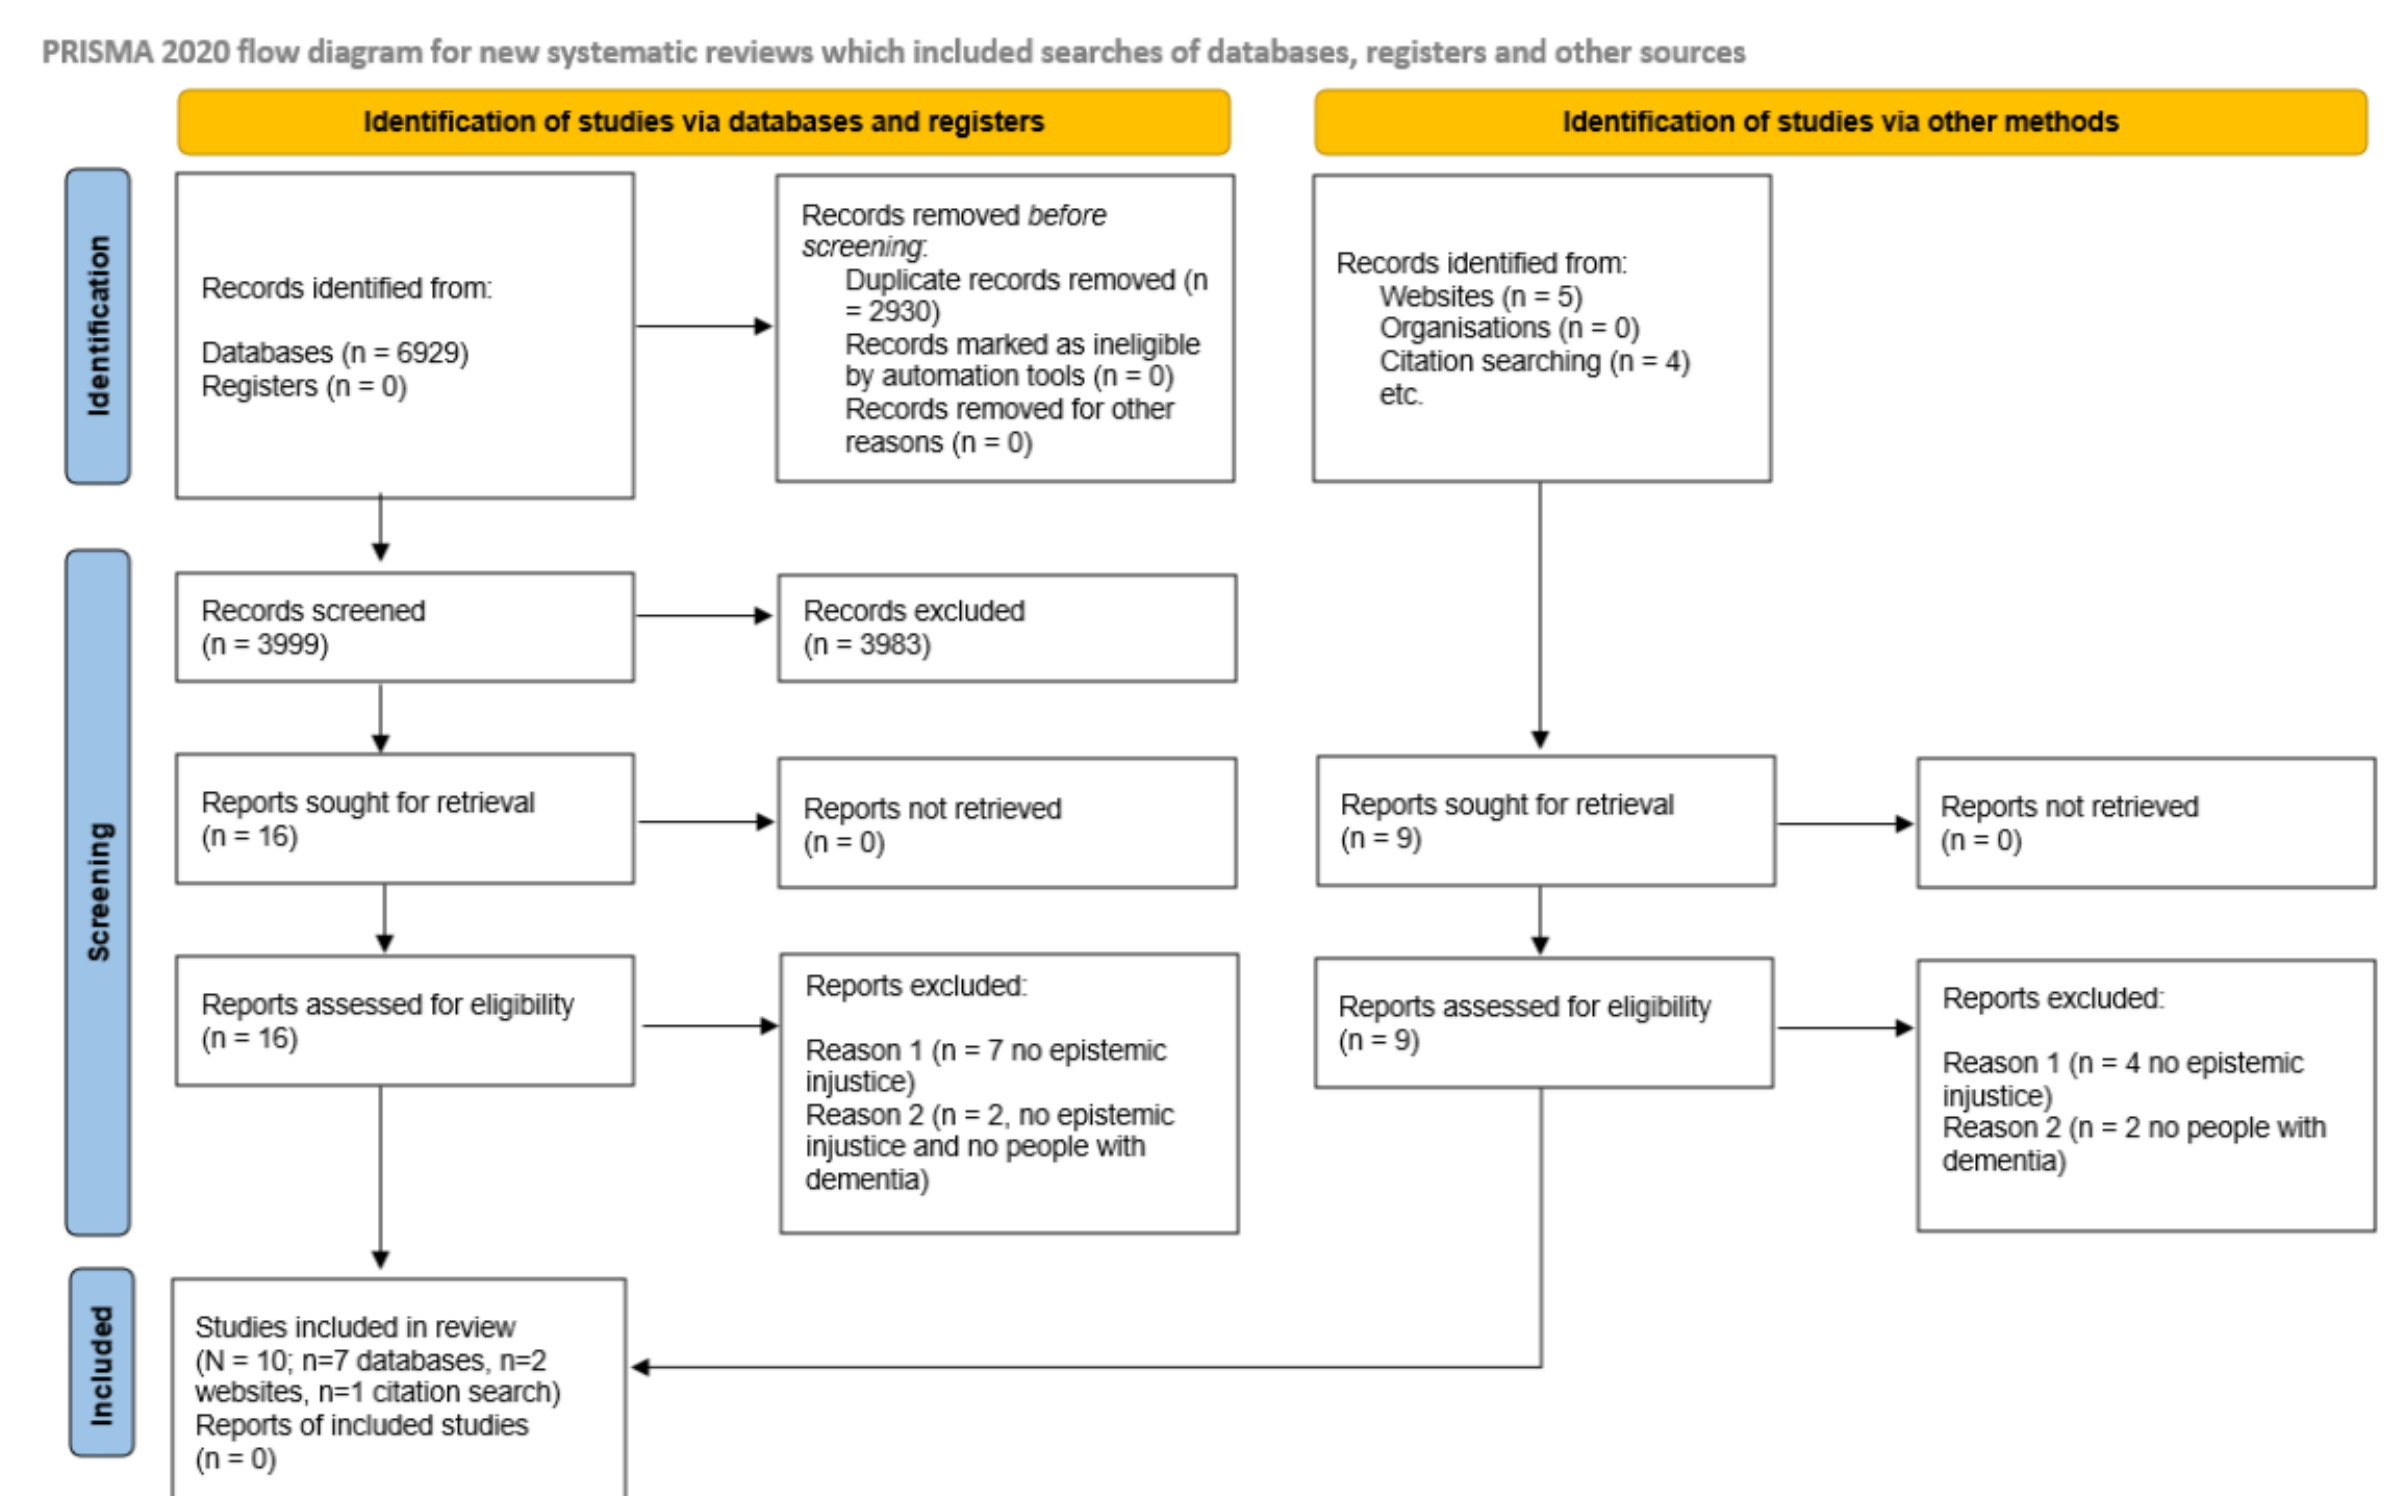 PRISMA 2020 flow diagram for new systematic reviews which included searches of databases, registers and other sources
Identification of studies via databases and registers
Identification of studies via other methods
Identification
Records identified from:
Databases (n = 6929)
Registers (n = 0)
Records removed before
screening:
Duplicate records removed (n
= 2930)
Records marked as ineligible
by automation tools (n = 0)
Records removed for other
reasons (n = 0)
Records identified from:
Websites (n = 5)
Organisations (n = 0)
Citation searching (n = 4)
etc.
Screening
Records screened
(n = 3999)
Records excluded
(n = 3983)
Reports sought for retrieval
(n = 16)
Reports not retrieved
(n = 0)
Reports sought for retrieval
(n = 9)
Reports not retrieved
(n = 0)
Reports assessed for eligibility
(n = 16)
Reports excluded:
Reason 1 (n = 7 no epistemic
injustice)
Reason 2 (n = 2, no epistemic
injustice and no people with
dementia)
Reports assessed for eligibility
(n = 9)
Reports excluded:
Reason 1 (n = 4 no epistemic
injustice)
Reason 2 (n = 2 no people with
dementia)
Included
Studies included in review
(N = 10; n=7 databases, n=2
websites, n=1 citation search)
Reports of included studies
(n = 0)